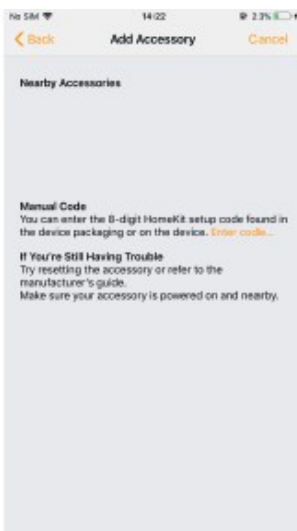 No SIM 14:22 23%
Back Add Accessory Cancel
Nearby Accessories
Manual Code
You can enter the 8-digit HomeKit setup code found in
the device packaging or on the device. Enter code...
If You're Still Having Trouble
Try resetting the accessory or refer to the
manufacturer's guide.
Make sure your accessory is powered on and nearby.